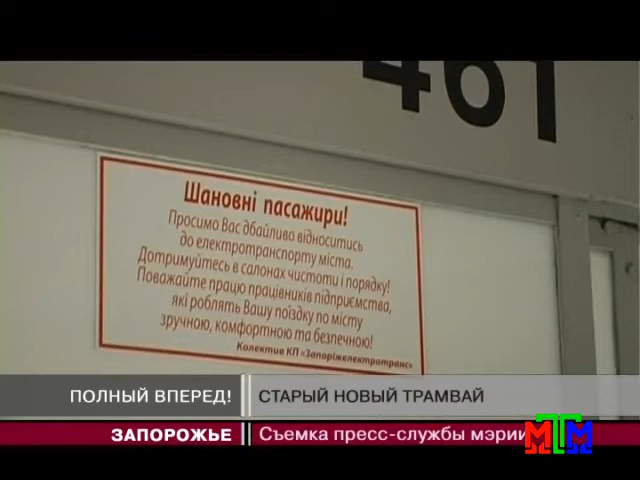 461
Шановні пасажири!
Просимо Вас дбайливо відноситись
до електротранспорту міста.
Дотримуйтесь в салонах чистоти і порядку!
Поважайте працю працівників підприємства,
які роблять Вашу поїздку по місту
зручною, комфортною та безпечною!
Колектив КП «Запоріжелектротранс»
ПОЛНЫЙ ВПЕРЕД!
СТАРЫЙ НОВЫЙ ТРАМВАЙ
ЗАПОРОЖЬЕ
Съемка пресс-службы мэрии
МТМ